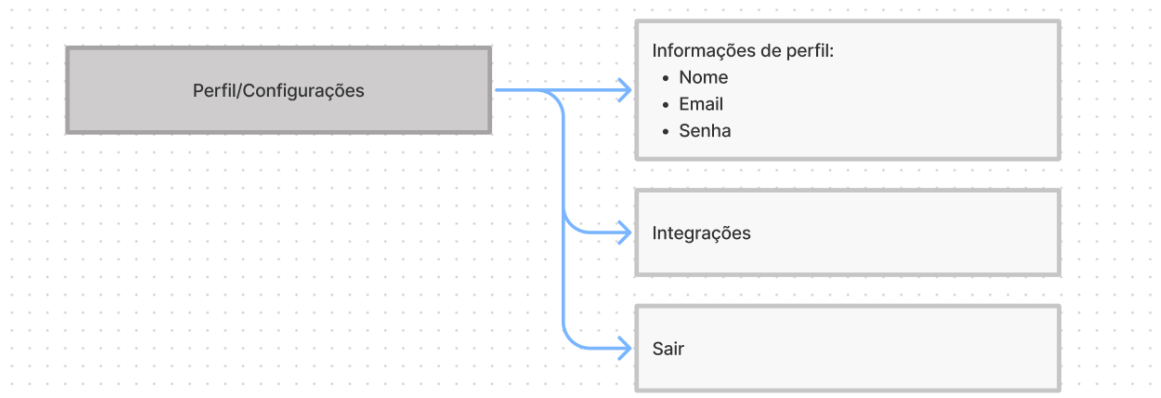 Perfil/Configurações
Informações de perfil:
• Nome
• Email
• Senha
Integrações
Sair